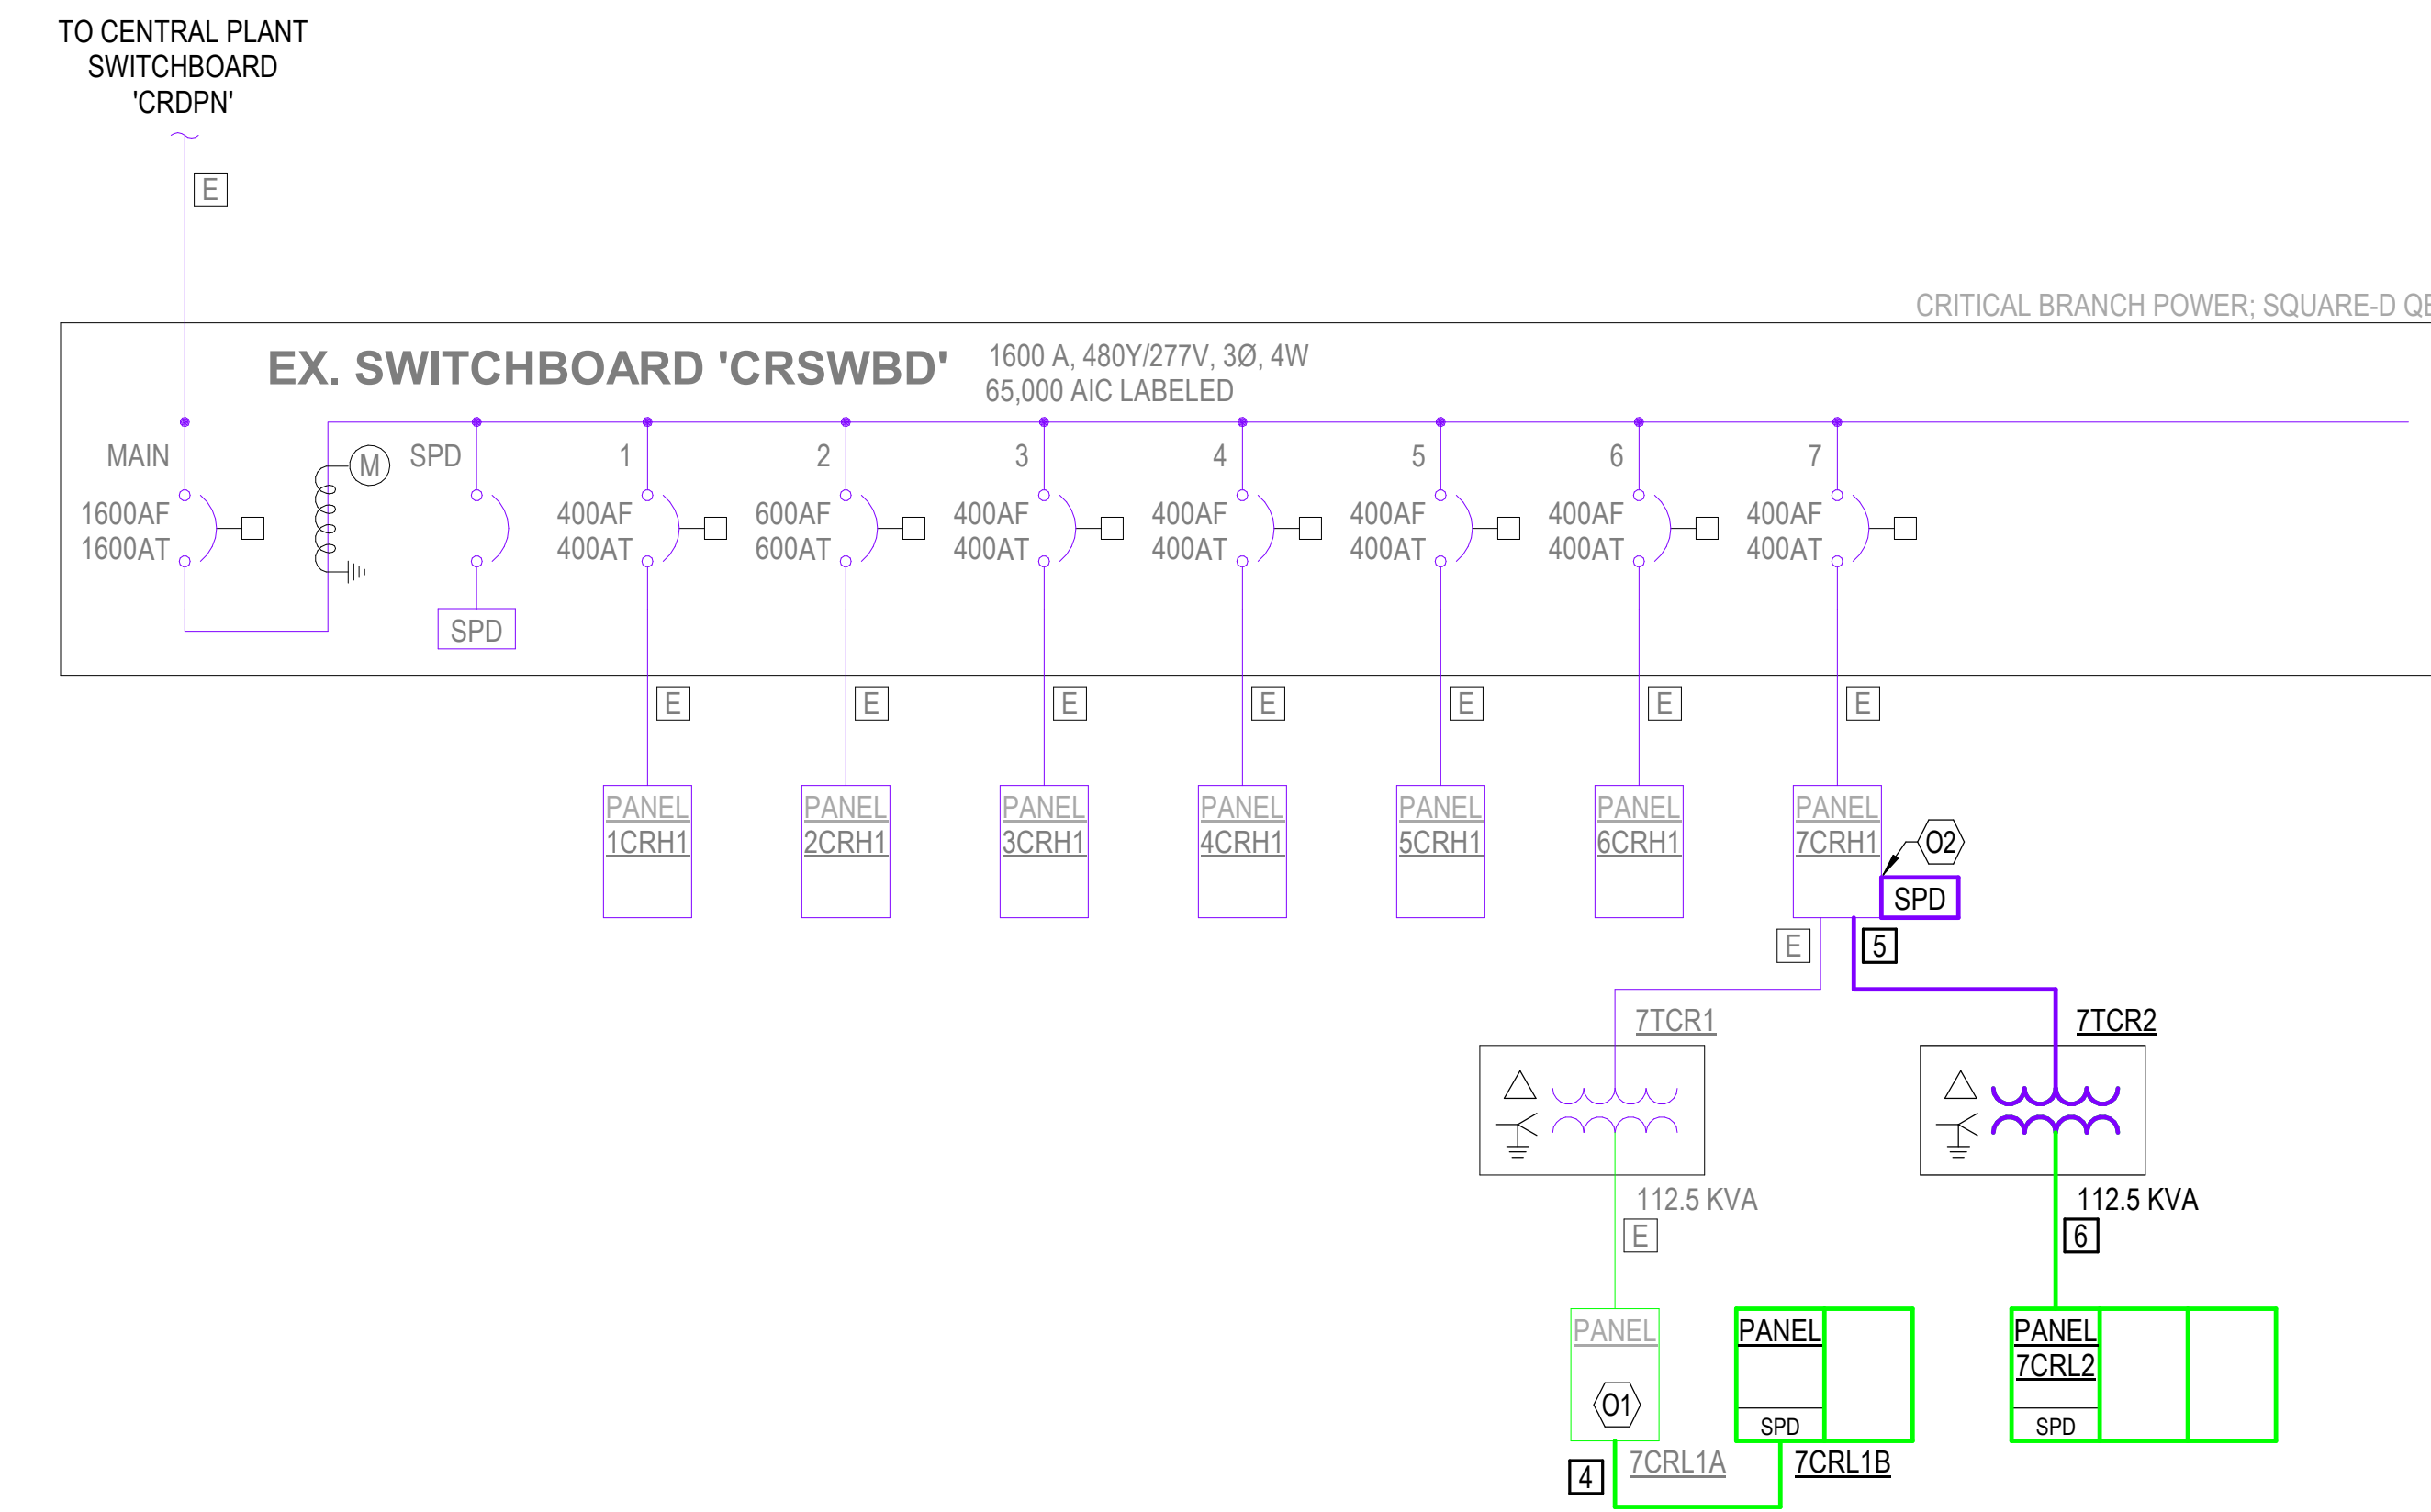 TO CENTRAL PLANT
SWITCHBOARD
'CRDPN'
E
CRITICAL BRANCH POWER; SQUARE-D
EX. SWITCHBOARD 'CRSWBD'
1600 A, 480Y/277V, 3Ø, 4W
65,000 AIC LABELED
MAIN
1600AF
1600AT
M
SPD
SPD
1
400AF
400AT
2
600AF
600AT
3
400AF
400AT
4
400AF
400AT
5
400AF
400AT
6
400AF
400AT
7
400AF
400AT
E
E
E
E
E
E
E
PANEL
1CRH1
PANEL
2CRH1
PANEL
3CRH1
PANEL
4CRH1
PANEL
5CRH1
PANEL
6CRH1
PANEL
7CRH1
O2
SPD
E
5
7TCR1
7TCR2
112.5 KVA
112.5 KVA
E
6
PANEL
O1
PANEL
SPD
PANEL
7CRL2
SPD
4
7CRL1A
7CRL1B